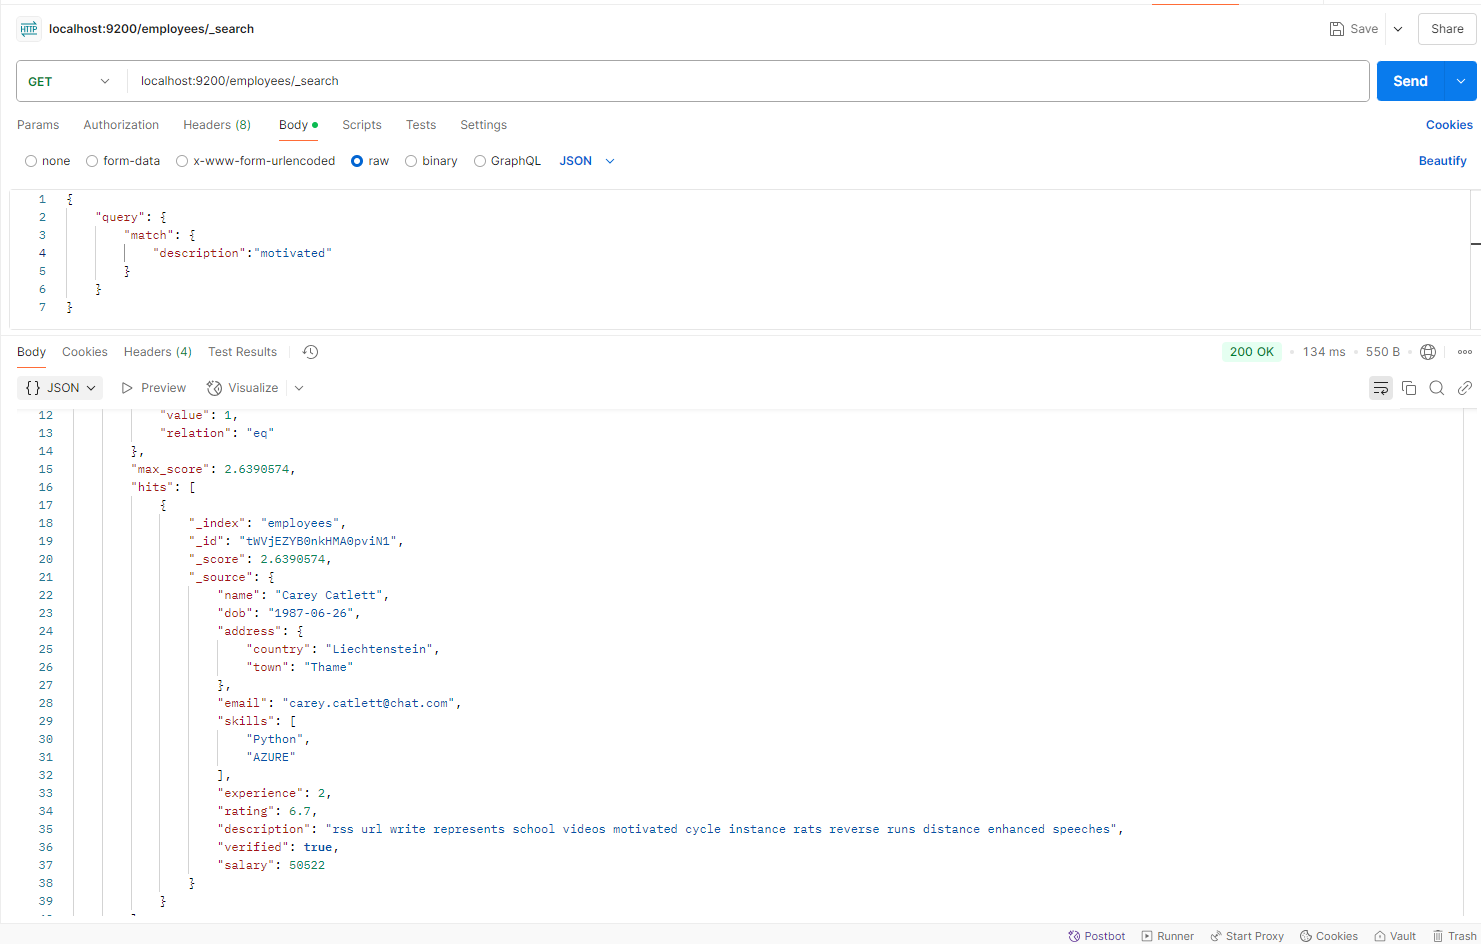 HTTP localhost:9200/employees/_search Save Share
GET localhost:9200/employees/_search Send
Params Authorization Headers (8) Body Scripts Tests Settings Cookies
none form-data x-www-form-urlencoded raw binary GraphQL JSON Beautify
1 {
2 "query": {
3 "match": {
4 "description":"motivated"
5 }
6 }
7 }
Body Cookies Headers (4) Test Results 200 OK 134 ms 550 B
{} JSON Preview Visualize
12 "value": 1,
13 "relation": "eq"
14 },
15 "max_score": 2.6390574,
16 "hits": [
17 {
18 "_index": "employees",
19 "_id": "tWVjEZYB0nkHMA0pviN1",
20 "_score": 2.6390574,
21 "_source": {
22 "name": "Carey Catlett",
23 "dob": "1987-06-26",
24 "address": {
25 "country": "Liechtenstein",
26 "town": "Thame"
27 },
28 "email": "carey.catlett@chat.com",
29 "skills": [
30 "Python",
31 "AZURE"
32 ],
33 "experience": 2,
34 "rating": 6.7,
35 "description": "rss url write represents school videos motivated cycle instance rats reverse runs distance enhanced speeches",
36 "verified": true,
37 "salary": 50522
38 }
39 }
Postbot Runner Start Proxy Cookies Vault Trash